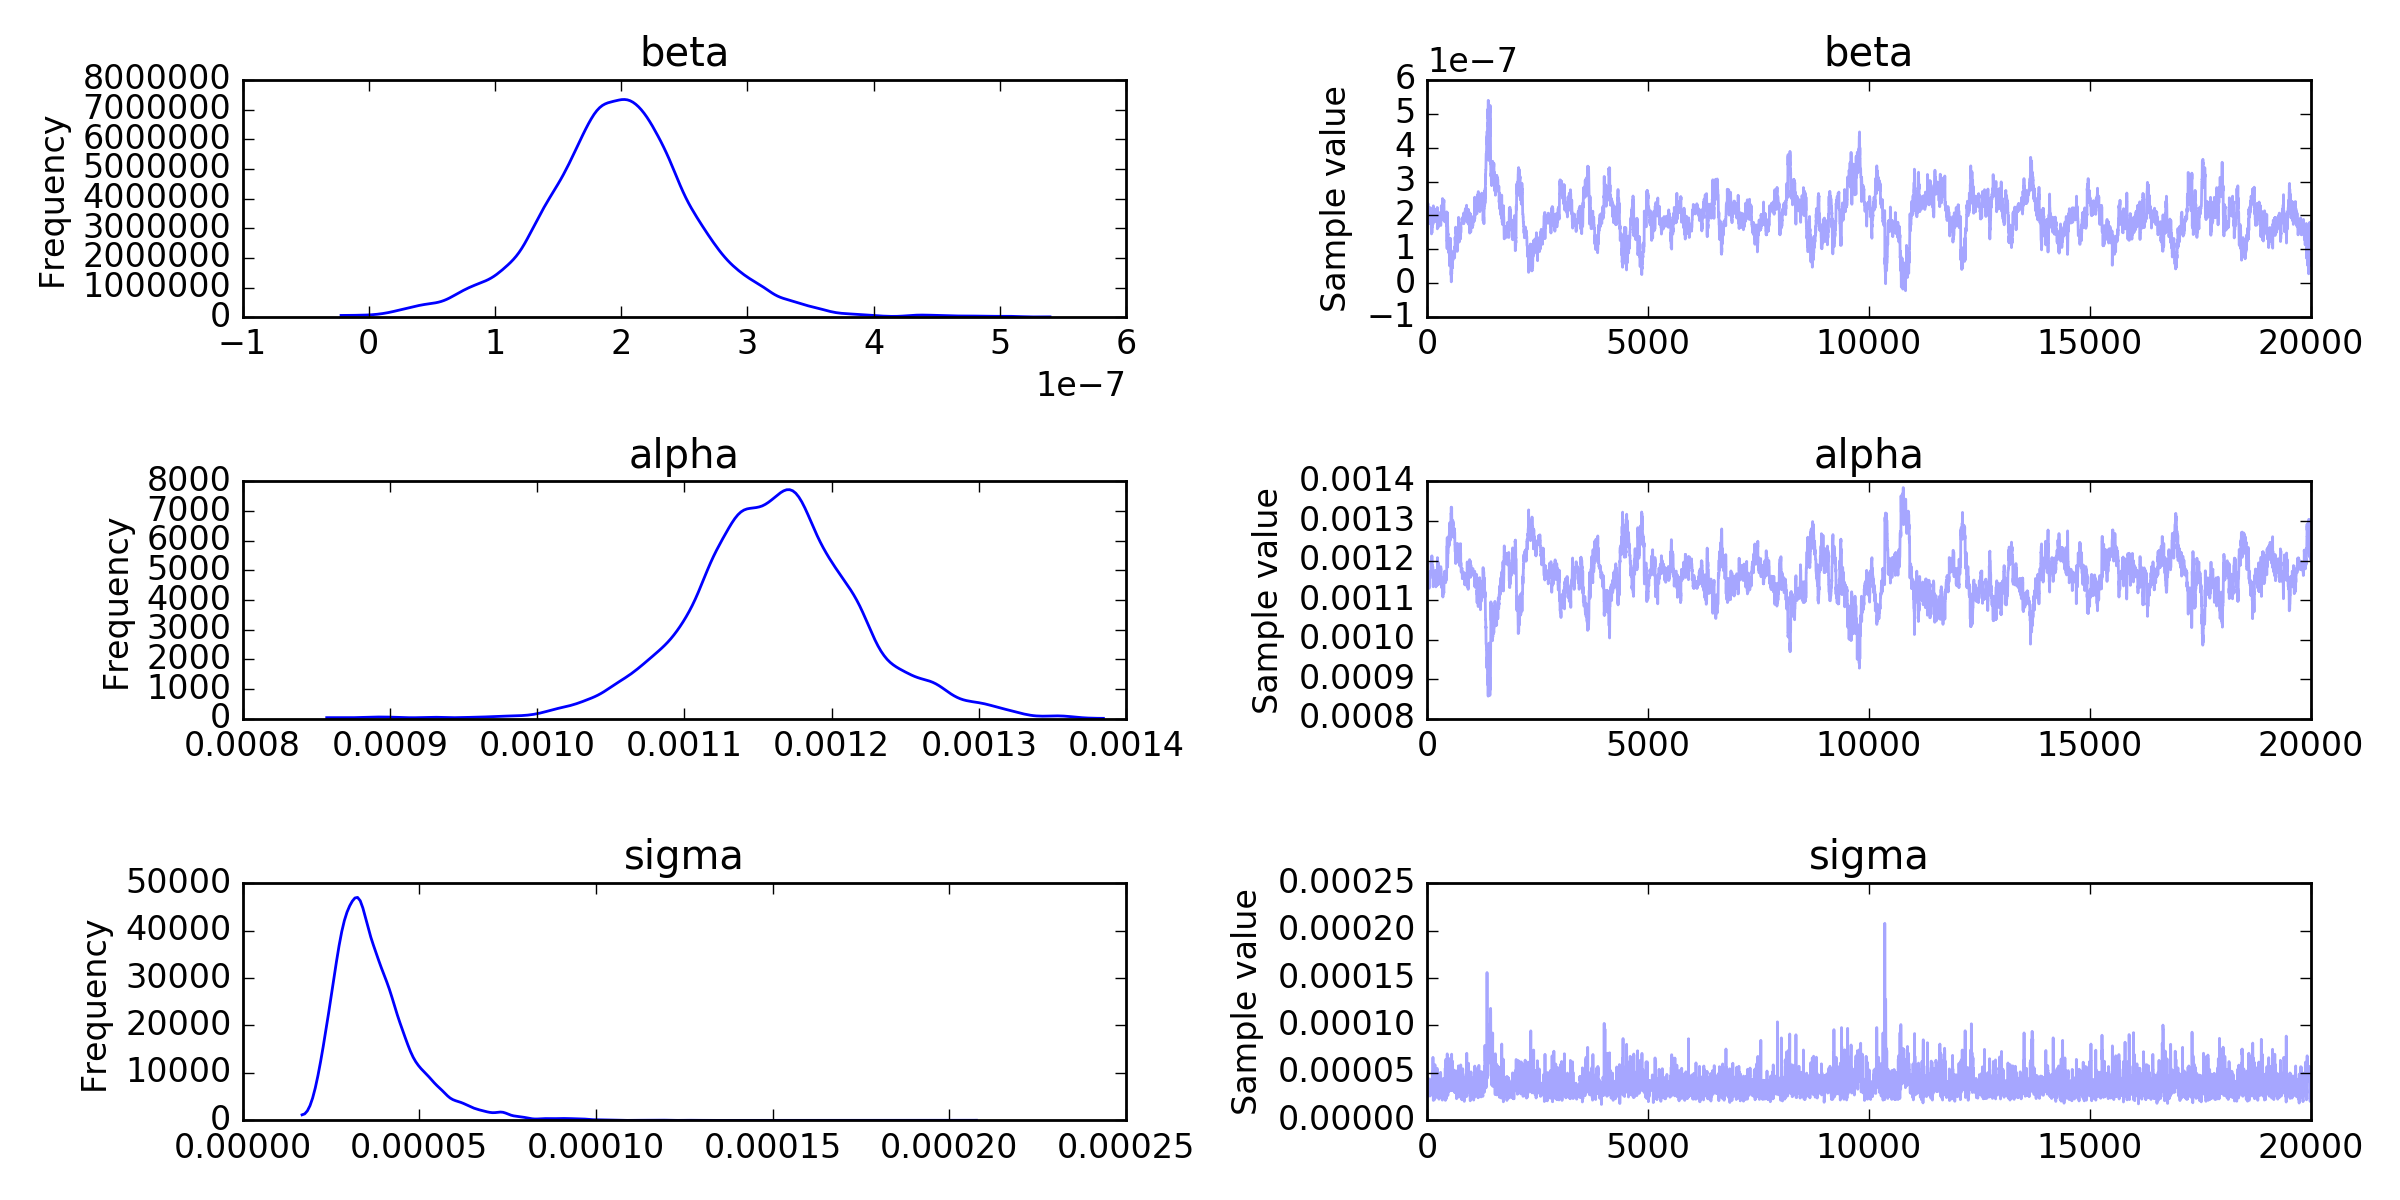 beta
Frequency
8000000
7000000
6000000
5000000
4000000
3000000
2000000
1000000
0
−1 0 1 2 3 4 5 6
1e−7
beta
1e−7
Sample value
6
5
4
3
2
1
0
−1
0 5000 10000 15000 20000
alpha
Frequency
8000
7000
6000
5000
4000
3000
2000
1000
0
0.0008 0.0009 0.0010 0.0011 0.0012 0.0013 0.0014
alpha
Sample value
0.0014
0.0013
0.0012
0.0011
0.0010
0.0009
0.0008
0 5000 10000 15000 20000
sigma
Frequency
50000
40000
30000
20000
10000
0
0.00000 0.00005 0.00010 0.00015 0.00020 0.00025
sigma
Sample value
0.00025
0.00020
0.00015
0.00010
0.00005
0.00000
0 5000 10000 15000 20000